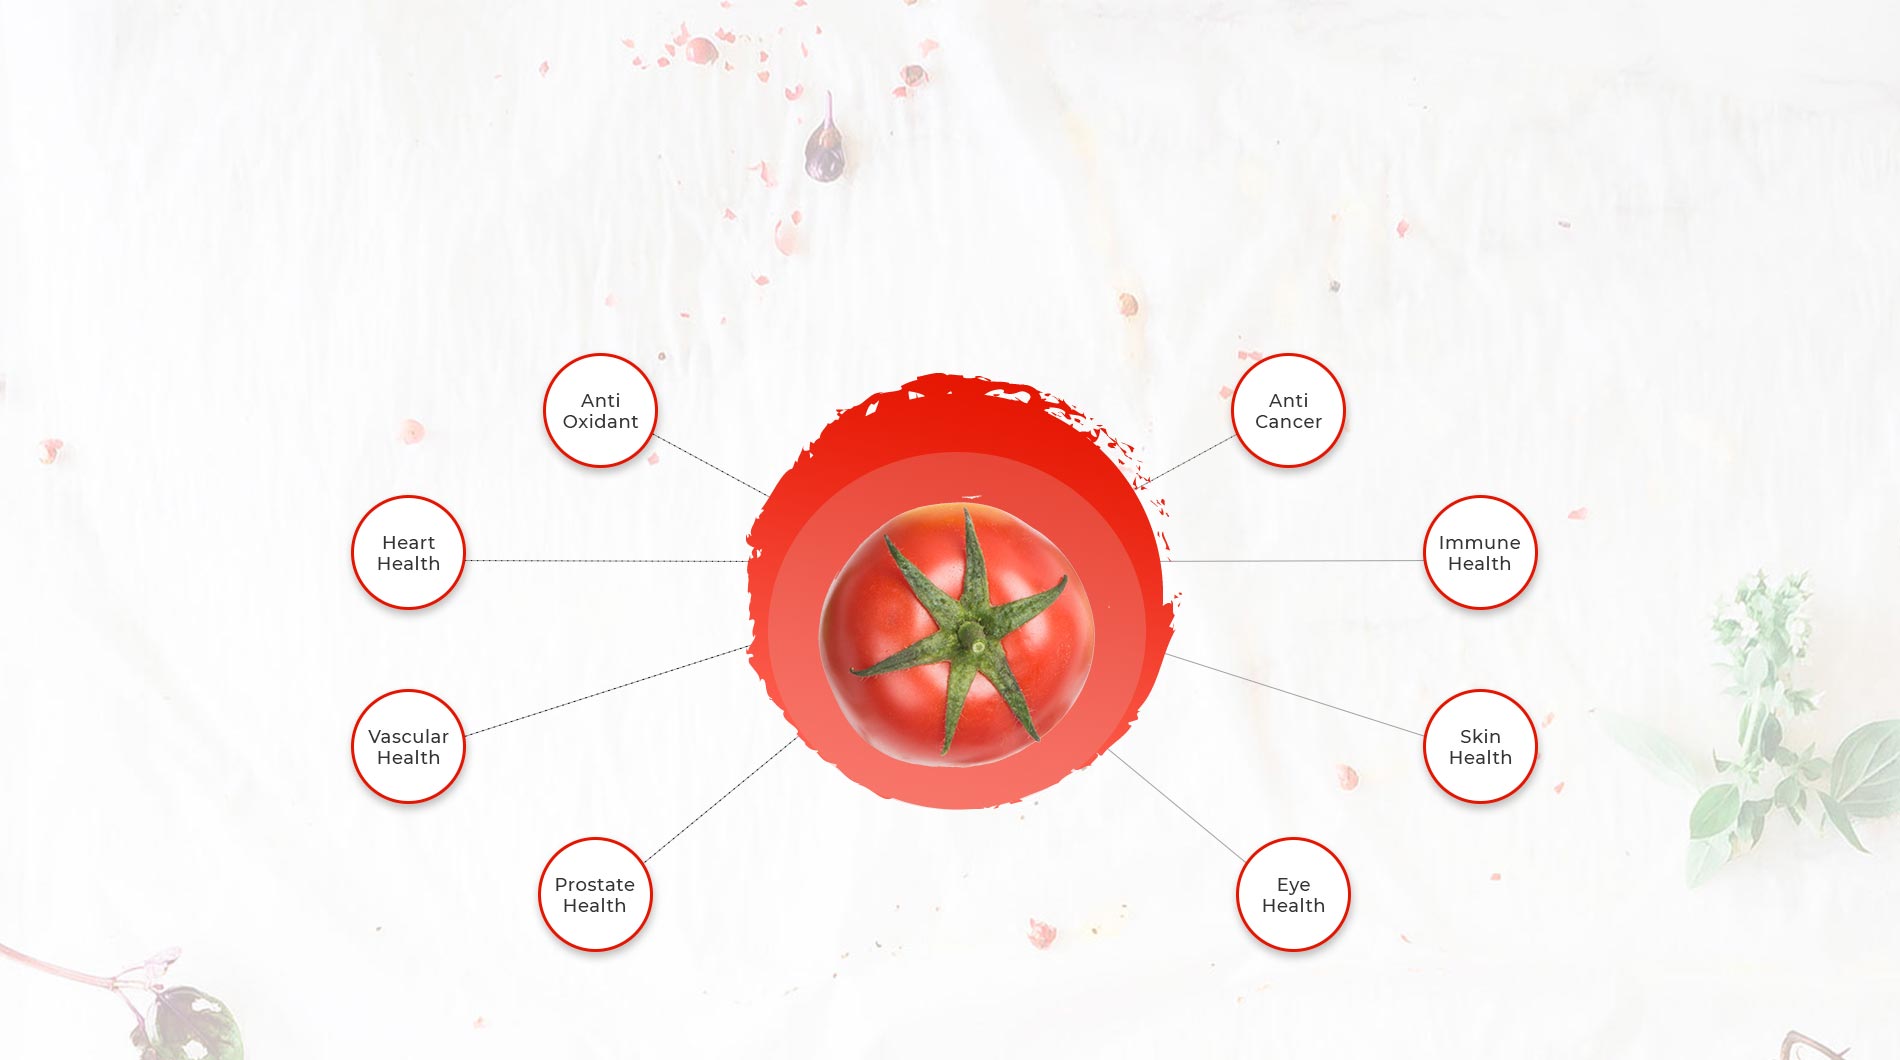 Anti
Oxidant
Anti
Cancer
Heart
Health
Immune
Health
Vascular
Health
Skin
Health
Prostate
Health
Eye
Health